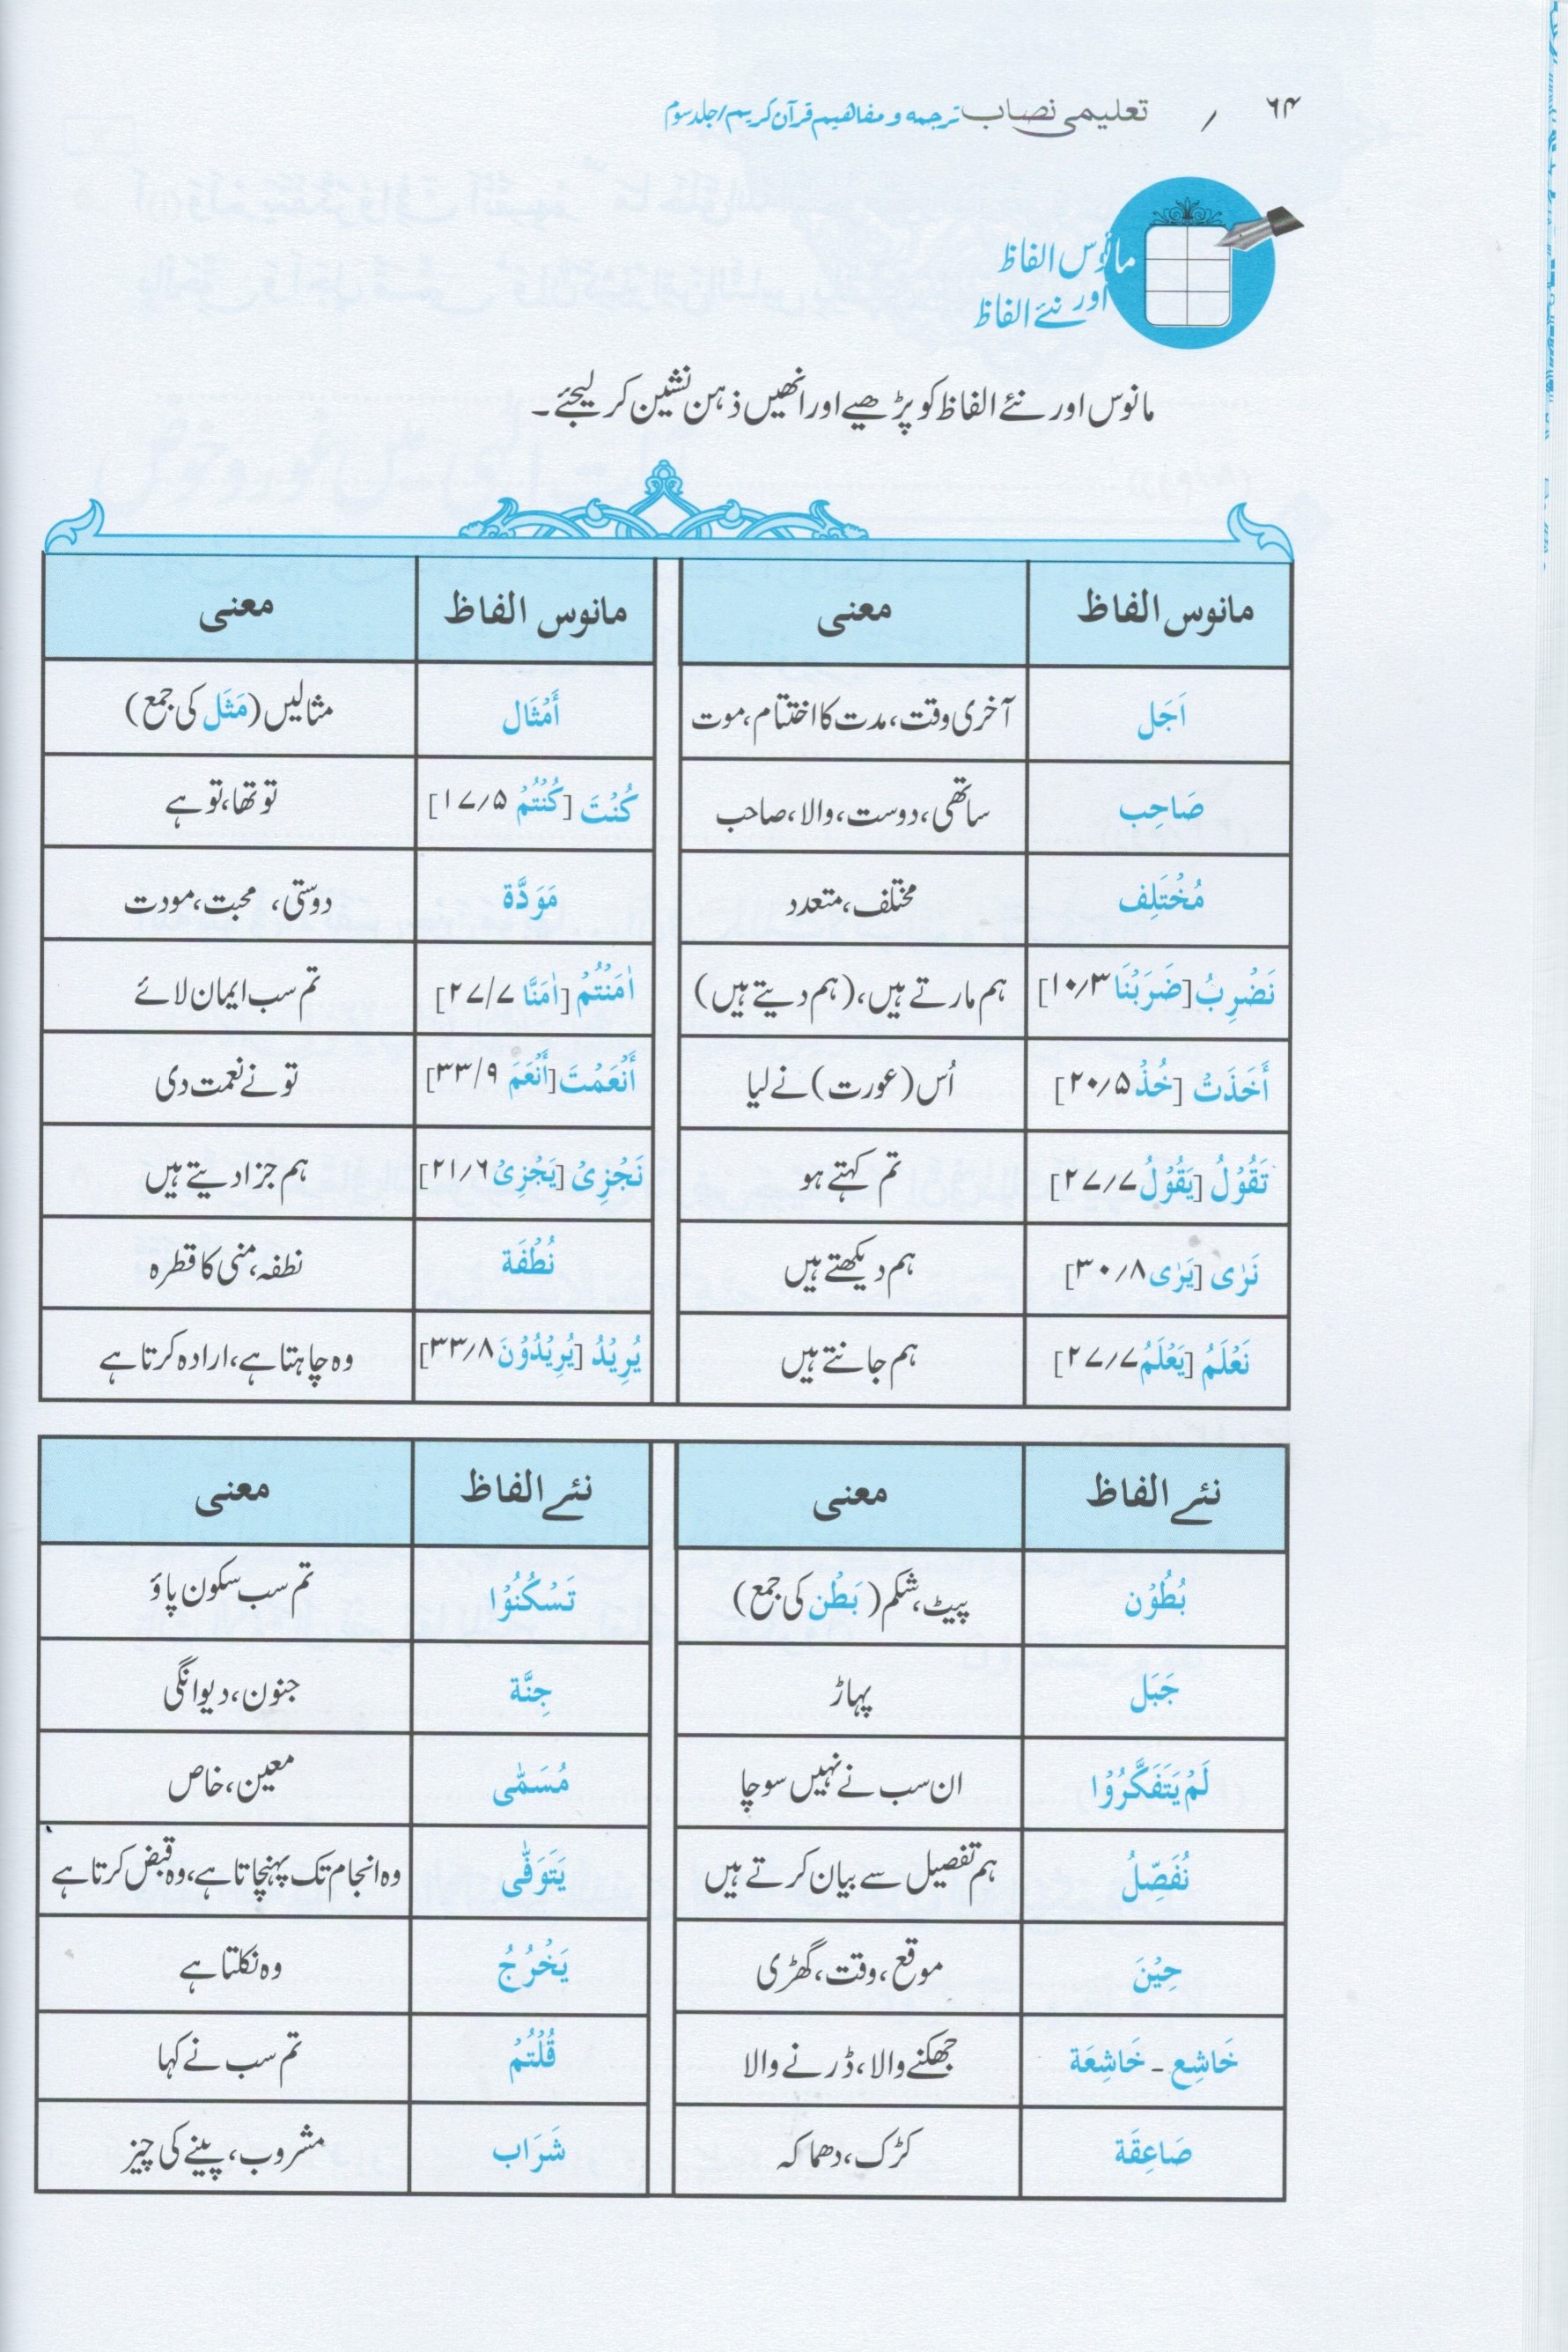 ۶۴ / تعلیمی نصاب ترجمہ و مفاهیم قرآن کریم/جلد سوم
مانوس الفاظ
اور نئے الفاظ
مانوس اور نئے الفاظ کو پڑھیے اور انھیں ذہن نشین کر لیجئے۔
مانوس الفاظ معنی مانوس الفاظ معنی
اَجَل آخری وقت، مدت کا اختتام، موت أَمْثَال مثالیں (مَثَل کی جمع)
صَاحِب ساتھی، دوست، والا، صاحب كُنْتَ [كُنْتُمْ ۱۷/۵] تو تھا، تو ہے
مُخْتَلِف مختلف، متعدد مَوَدَّة دوستی، محبت، مودت
نَضْرِبُ [ضَرَبْنَا ۱۰/۳] ہم مارتے ہیں، (ہم دیتے ہیں) اٰمَنْتُمْ [اٰمَنَّا ۲۷/۷] تم سب ایمان لائے
أَخَذَتْ [خُذْ ۲۰/۵] اُس (عورت) نے لیا أَنْعَمْتَ [أَنْعَمَ ۳۳/۹] تو نے نعمت دی
تَقُوْلُ [يَقُوْلُ ۲۷/۷] تم کہتے ہو نَجْزِیْ [يَجْزِیْ ۲۱/۶] ہم جزا دیتے ہیں
نَرٰی [يَرٰی ۳۰/۸] ہم دیکھتے ہیں نُطْفَة نطفہ، منی کا قطرہ
نَعْلَمُ [يَعْلَمُ ۲۷/۷] ہم جانتے ہیں يُرِيْدُ [يُرِيْدُوْنَ ۳۳/۸] وہ چاہتا ہے، ارادہ کرتا ہے
نئے الفاظ معنی نئے الفاظ معنی
بُطُوْن پیٹ، شکم (بَطْن کی جمع) تَسْكُنُوْا تم سب سکون پاؤ
جَبَل پہاڑ جِنَّة جنون، دیوانگی
لَمْ يَتَفَكَّرُوْا ان سب نے نہیں سوچا مُسَمًّی معین، خاص
نُفَصِّلُ ہم تفصیل سے بیان کرتے ہیں يَتَوَفّٰی وہ انجام تک پہنچاتا ہے، وہ قبض کرتا ہے
حِيْنَ موقع، وقت، گھڑی يَخْرُجُ وہ نکلتا ہے
خَاشِع - خَاشِعَة جھکنے والا، ڈرنے والا قُلْتُمْ تم سب نے کہا
صَاعِقَة کڑک، دھماکہ شَرَاب مشروب، پینے کی چیز